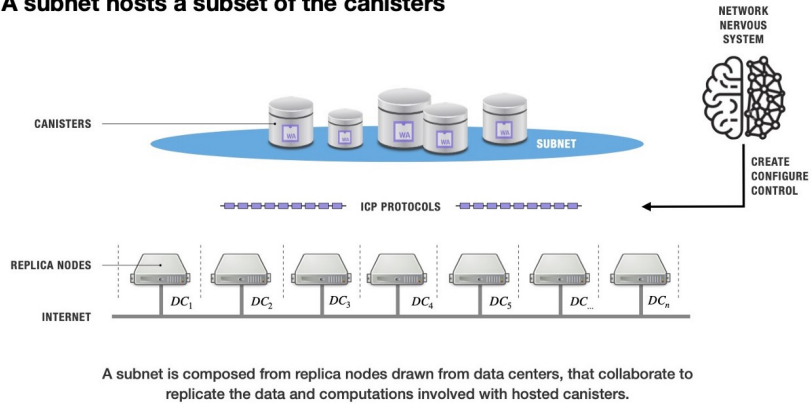 A subnet hosts a subset of the canisters
NETWORK
NERVOUS
SYSTEM
CANISTERS
WA
WA
WA
WA
WA
SUBNET
CREATE
CONFIGURE
CONTROL
ICP PROTOCOLS
REPLICA NODES
DC1
DC2
DC3
DC4
DC5
DC...
DCn
INTERNET
A subnet is composed from replica nodes drawn from data centers, that collaborate to
replicate the data and computations involved with hosted canisters.